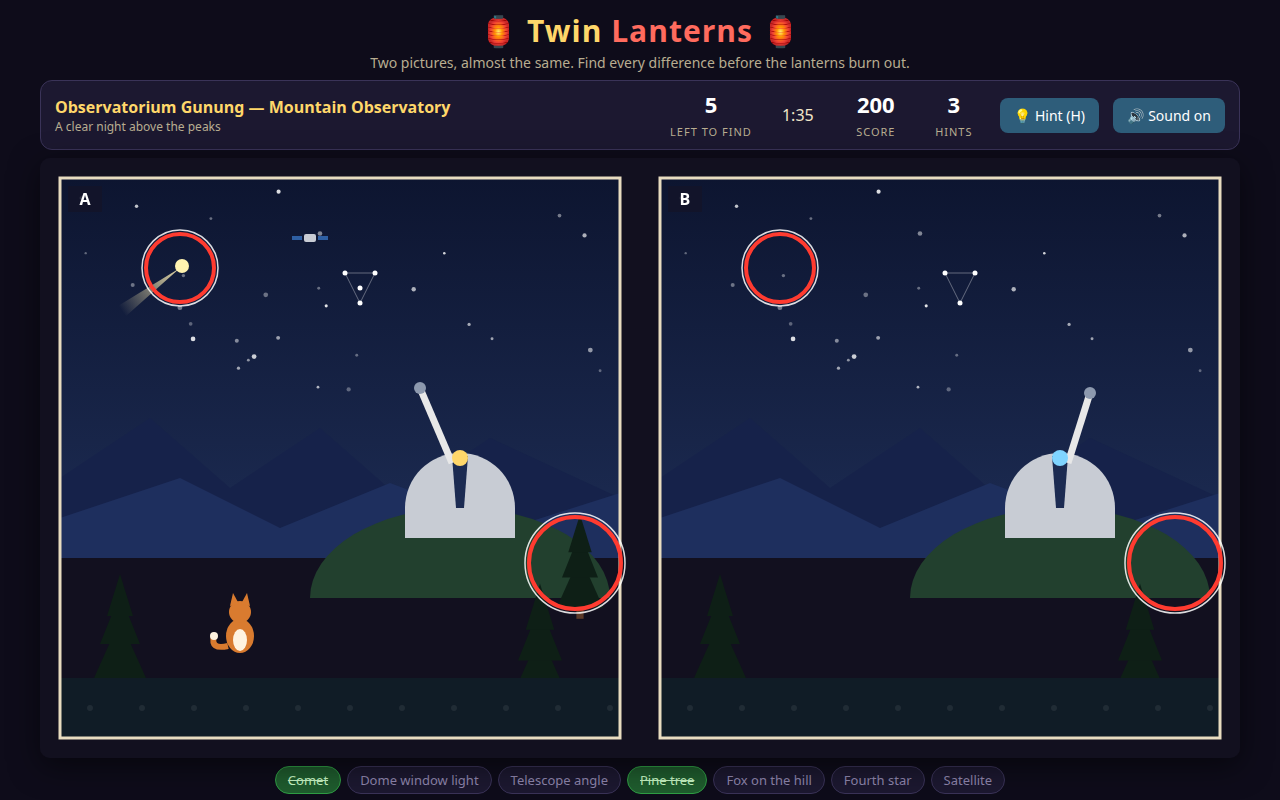 🏮 Twin Lanterns 🏮
Two pictures, almost the same. Find every difference before the lanterns burn out.
Observatorium Gunung — Mountain Observatory
A clear night above the peaks
5
LEFT TO FIND
1:35
200
SCORE
3
HINTS
💡 Hint (H)
🔊 Sound on
A
B
Comet
Dome window light
Telescope angle
Pine tree
Fox on the hill
Fourth star
Satellite